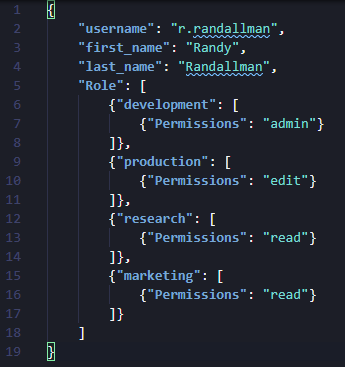 1 {
2     "username": "r.randallman",
3     "first_name": "Randy",
4     "last_name": "Randallman",
5     "Role": [
6         {"development": [
7             {"Permissions": "admin"}
8         ]},
9         {"production": [
10             {"Permissions": "edit"}
11         ]},
12         {"research": [
13             {"Permissions": "read"}
14         ]},
15         {"marketing": [
16             {"Permissions": "read"}
17         ]}
18     ]
19 }